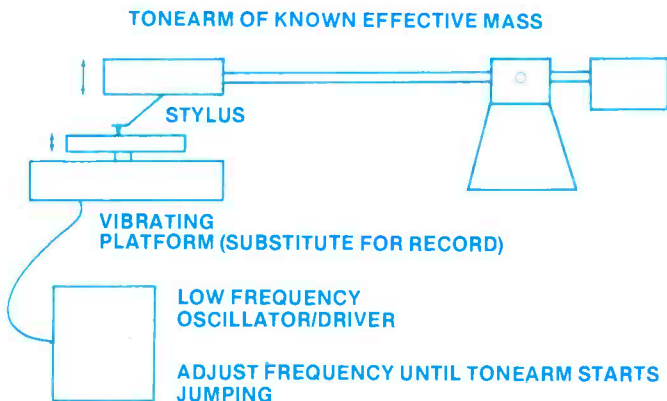 TONEARM OF KNOWN EFFECTIVE MASS
STYLUS
VIBRATING
PLATFORM (SUBSTITUTE FOR RECORD)
LOW FREQUENCY
OSCILLATOR/DRIVER
ADJUST FREQUENCY UNTIL TONEARM STARTS
JUMPING